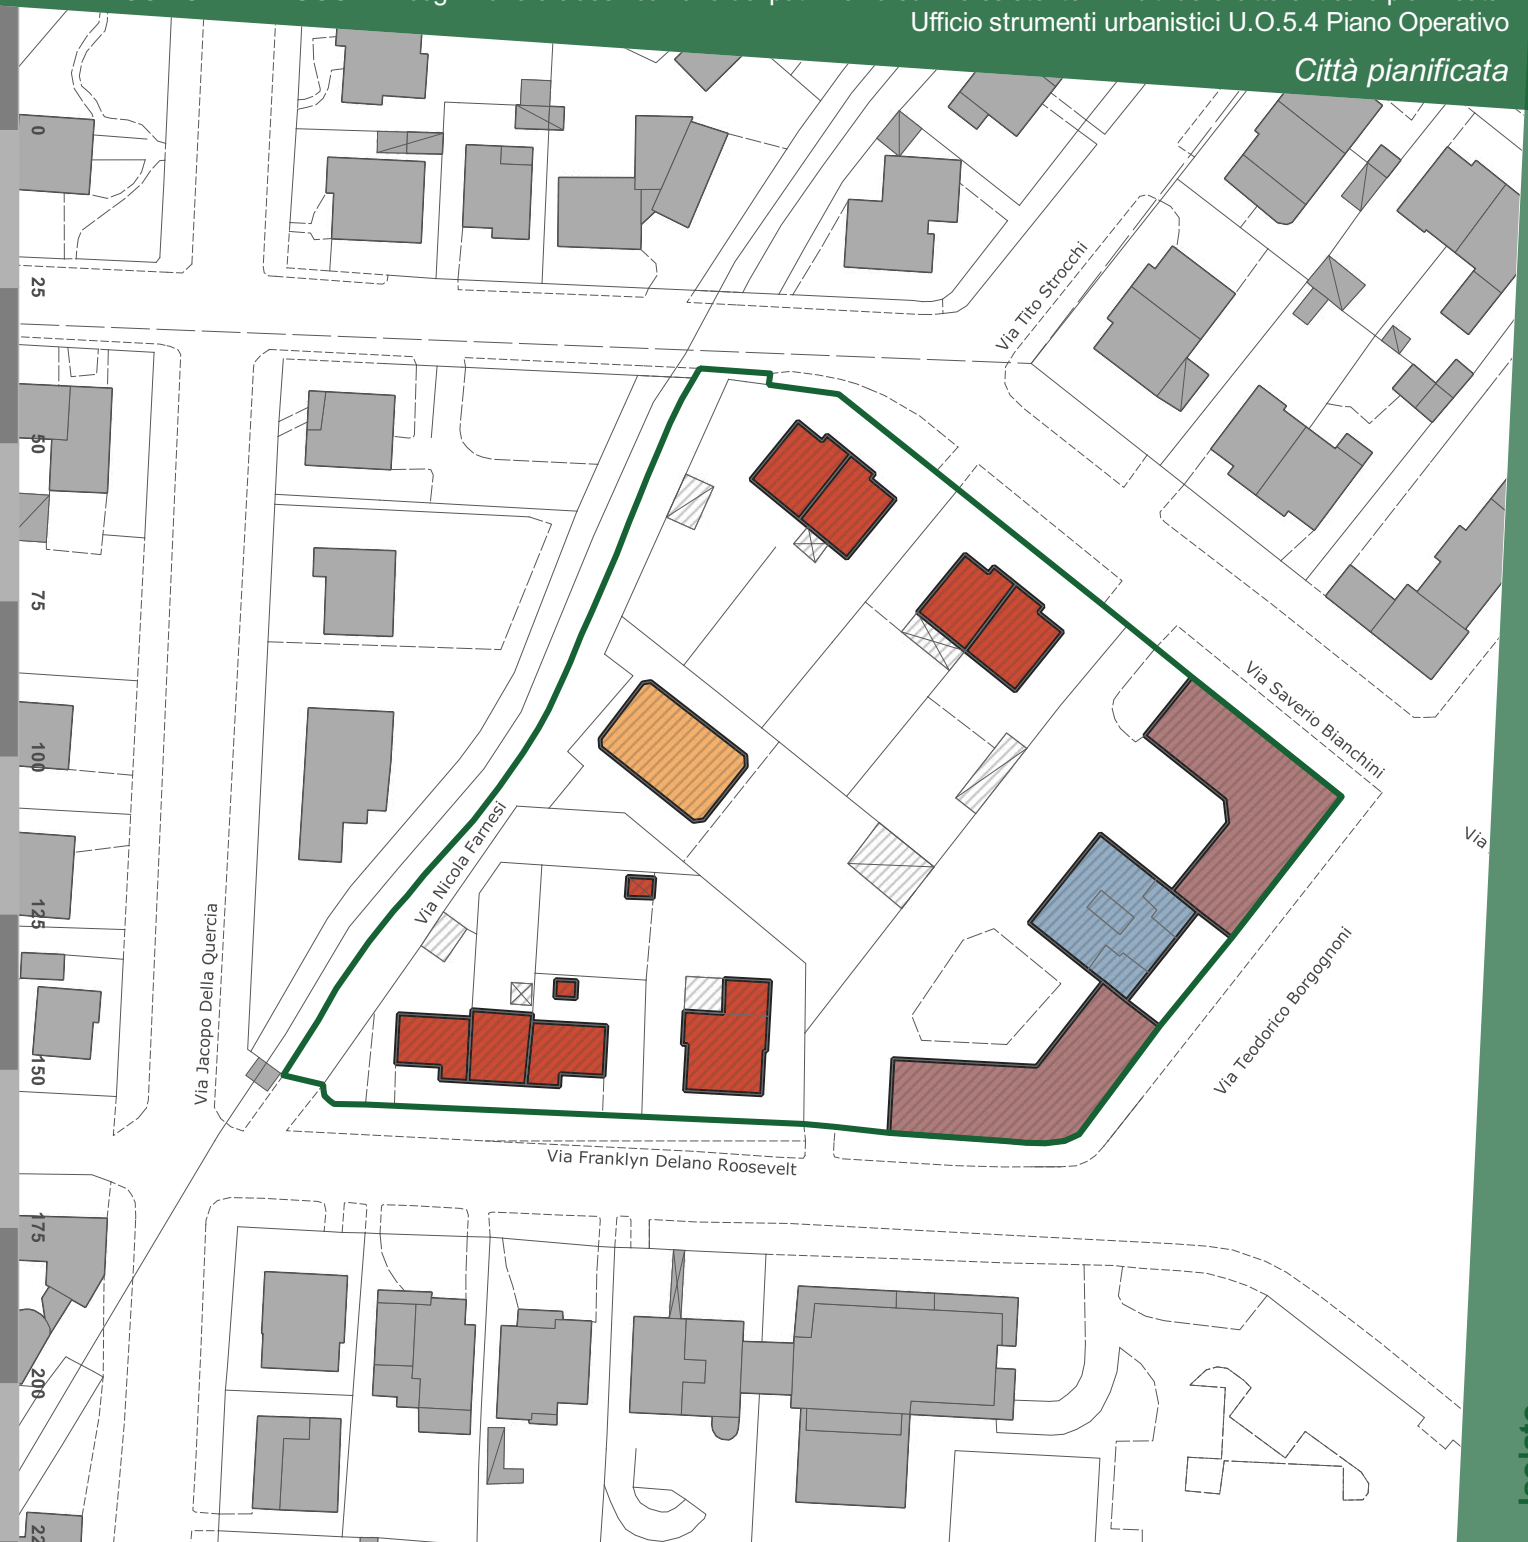 Ufficio strumenti urbanistici U.O.5.4 Piano Operativo
Città pianificata
0
25
50
75
100
125
150
175
200
Via Tito Strocchi
Via Saverio Bianchini
Via
Via Nicola Farnesi
Via Jacopo Della Quercia
Via Teodorico Borgognoni
Via Franklyn Delano Roosevelt